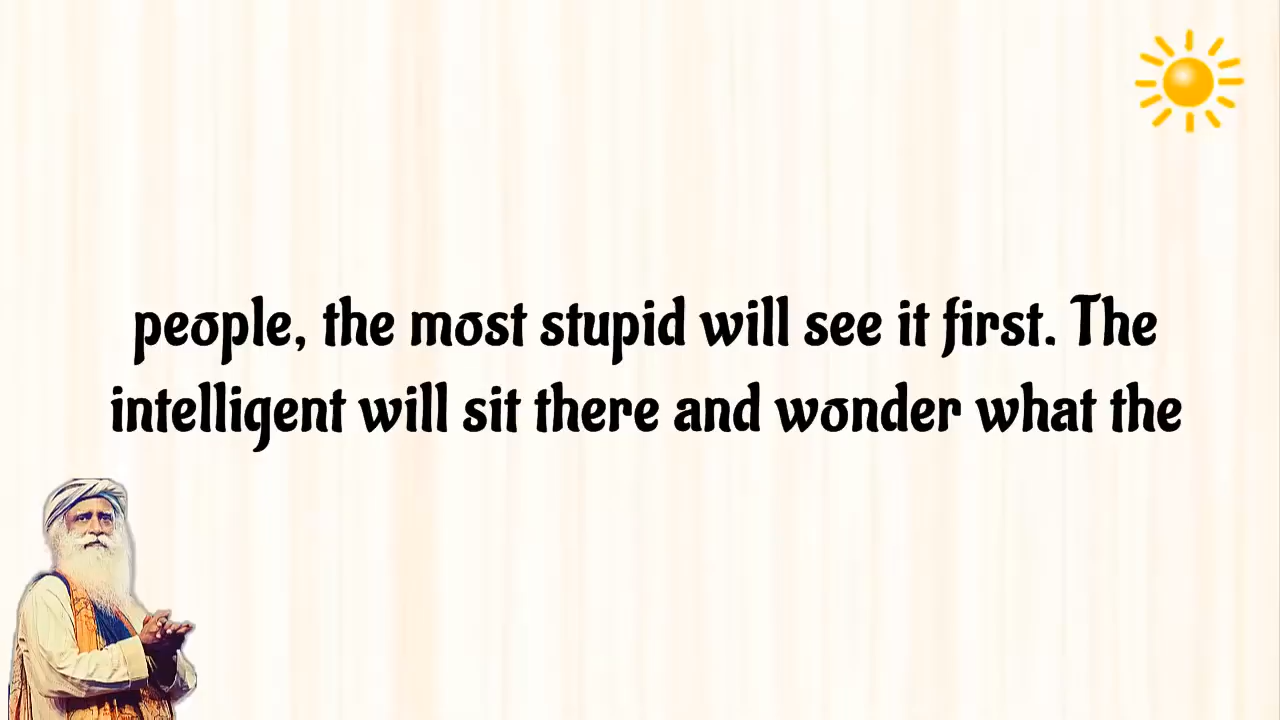 people, the most stupid will see it first. The
intelligent will sit there and wonder what the